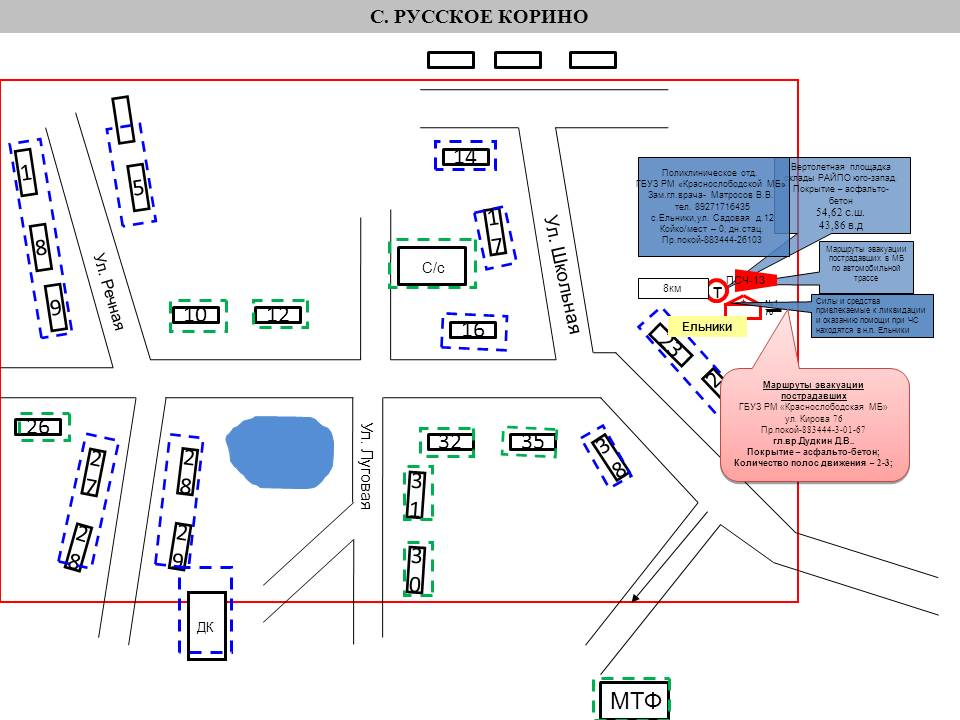 С. РУССКОЕ КОРИНО
1
8
9
5
Ул. Речная
10
12
14
17
С/с
16
Ул. Школьная
Поликлиническое отд.
ГБУЗ РМ «Краснослободской МБ»
Зам.гл.врача- Матросов В.В.
тел. 89271716435
с.Ельники,ул. Садовая д.12
Койко/мест – 0, дн.стац.
Пр.покой-883444-26103
Вертолетная площадка
склады РАЙПО юго-запад
Покрытие – асфальто-
бетон
54,62 с.ш.
43,86 в.д
Маршруты эвакуации
пострадавших в МБ
по автомобильной
трассе
ПСЧ-13
8км
Т
Силы и средства
привлекаемые к ликвидации
и оказанию помощи при ЧС
находятся в н.п. Ельники
Ельники
23
2
Маршруты эвакуации
пострадавших
ГБУЗ РМ «Краснослободская МБ»
ул. Кирова 76
Пр.покой-883444-3-01-67
гл.вр.Дудкин Д.В..
Покрытие – асфальто-бетон;
Количество полос движения – 2-3;
26
27
28
28
29
Ул. Луговая
32
35
38
31
30
ДК
МТФ